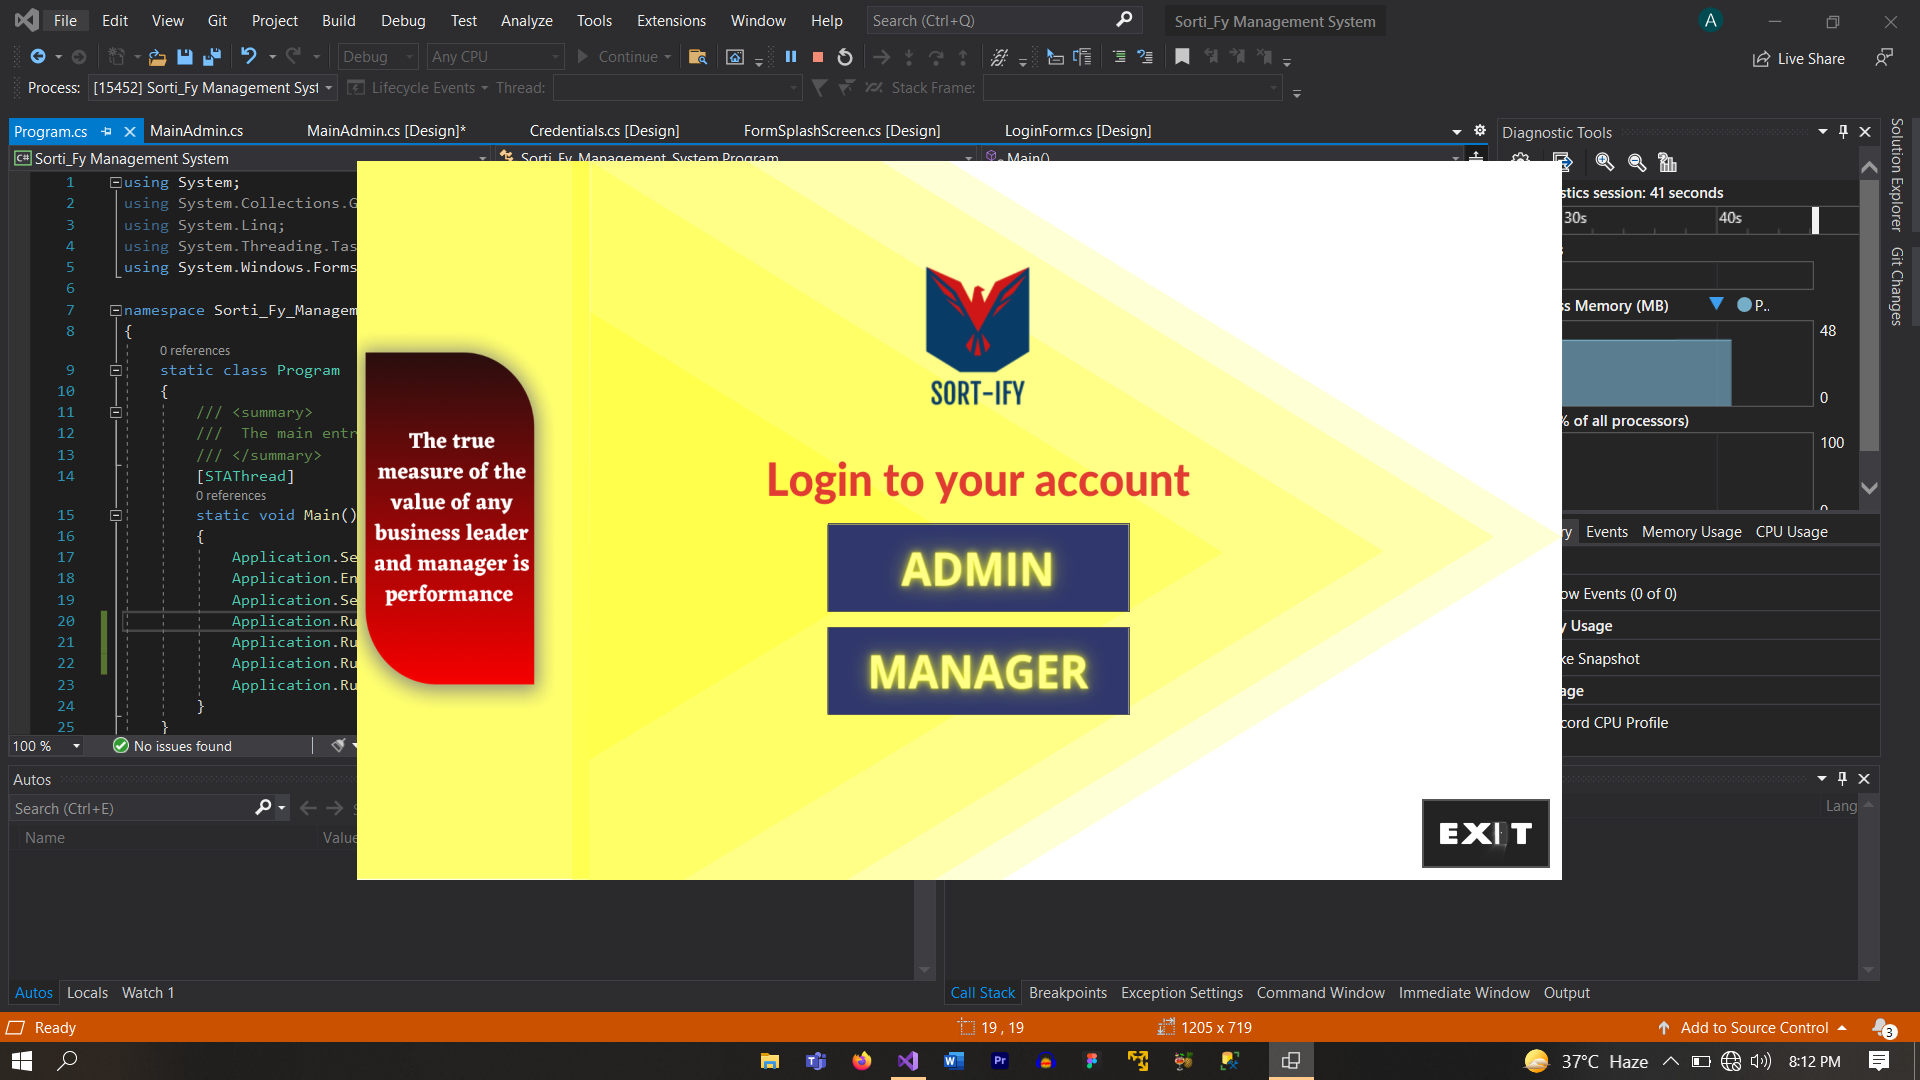 File Edit View Git Project Build Debug Test Analyze Tools Extensions Window Help Search (Ctrl+Q) Sorti_Fy Management System A
Debug Any CPU Continue Live Share
Process: [15452] Sorti_Fy Management Syst Lifecycle Events Thread: Stack Frame:
Program.cs MainAdmin.cs MainAdmin.cs [Design]* Credentials.cs [Design] FormSplashScreen.cs [Design] LoginForm.cs [Design]
Sorti_Fy Management System Sorti_Fy_Management_System.Program Main()
1 using System;
2 using System.Collections.G
3 using System.Linq;
4 using System.Threading.Tas
5 using System.Windows.Forms
6
7 namespace Sorti_Fy_Managem
8 {
0 references
9 static class Program
10 {
11 /// <summary>
12 /// The main entr
13 /// </summary>
14 [STAThread]
0 references
15 static void Main()
16 {
17 Application.Se
18 Application.En
19 Application.Se
20 Application.Ru
21 Application.Ru
22 Application.Ru
23 Application.Ru
24 }
25 }
100 % No issues found
The true
measure of the
value of any
business leader
and manager is
performance
SORT-IFY
Login to your account
ADMIN
MANAGER
EXIT
Diagnostic Tools
stics session: 41 seconds
30s 40s
s Memory (MB) P..
48
0
% of all processors)
100
0
y Events Memory Usage CPU Usage
ow Events (0 of 0)
y Usage
ke Snapshot
age
cord CPU Profile
Solution Explorer
Git Changes
Autos
Search (Ctrl+E)
Name Value
Lang
Autos Locals Watch 1
Call Stack Breakpoints Exception Settings Command Window Immediate Window Output
Ready 19 , 19 1205 x 719 Add to Source Control 3
37°C Haze 8:12 PM